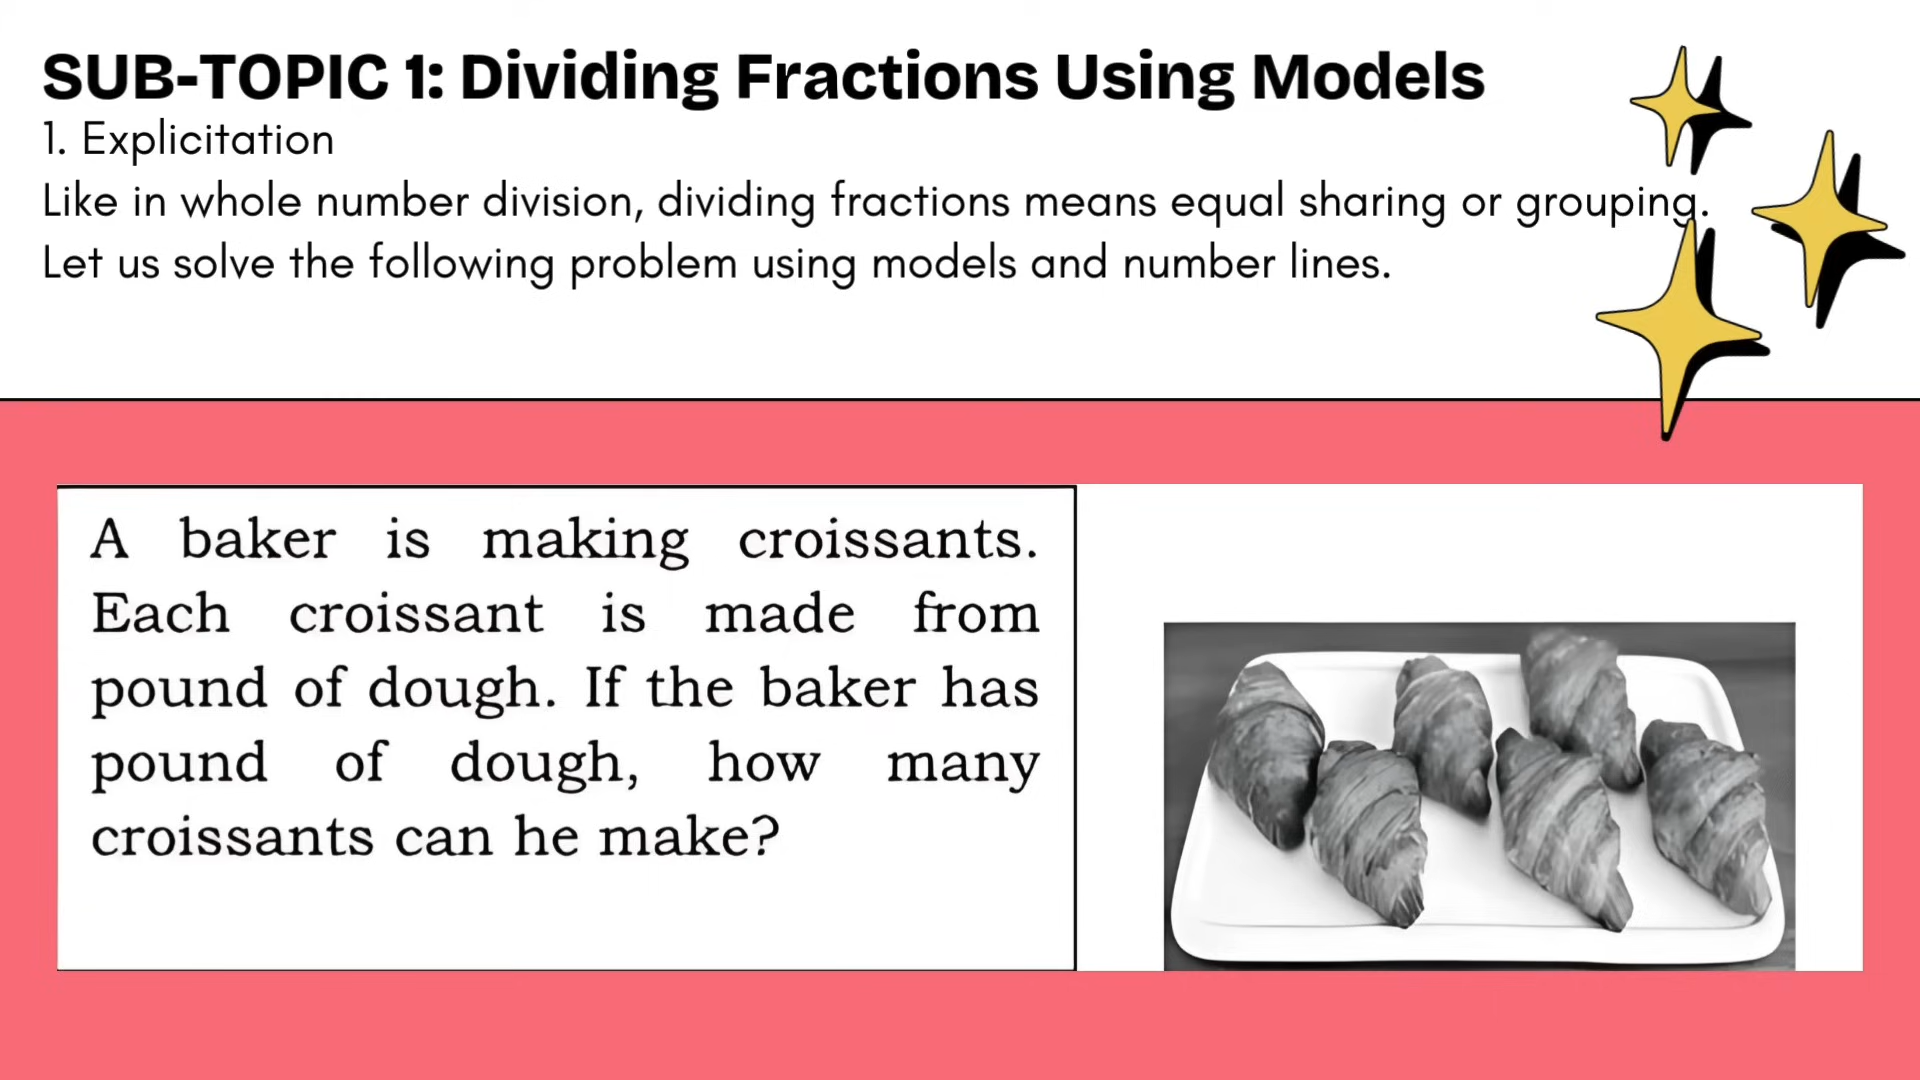 SUB-TOPIC 1: Dividing Fractions Using Models
1. Explicitation
Like in whole number division, dividing fractions means equal sharing or grouping.
Let us solve the following problem using models and number lines.
A baker is making croissants.
Each croissant is made from
pound of dough. If the baker has
pound of dough, how many
croissants can he make?